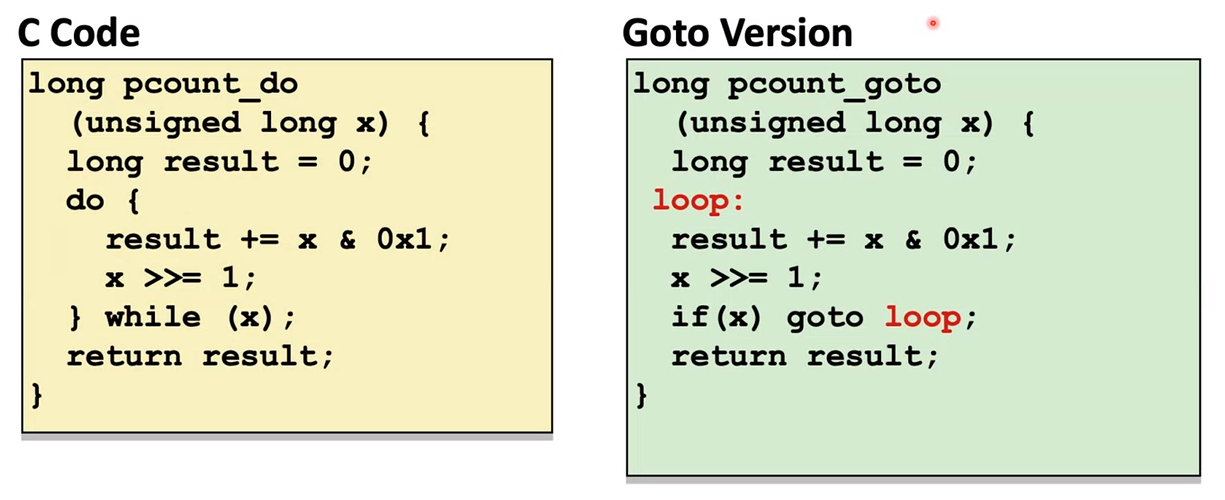 C Code
long pcount_do
(unsigned long x) {
long result = 0;
do {
result += x & 0x1;
x >>= 1;
} while (x);
return result;
}
Goto Version
long pcount_goto
(unsigned long x) {
long result = 0;
loop:
result += x & 0x1;
x >>= 1;
if(x) goto loop;
return result;
}